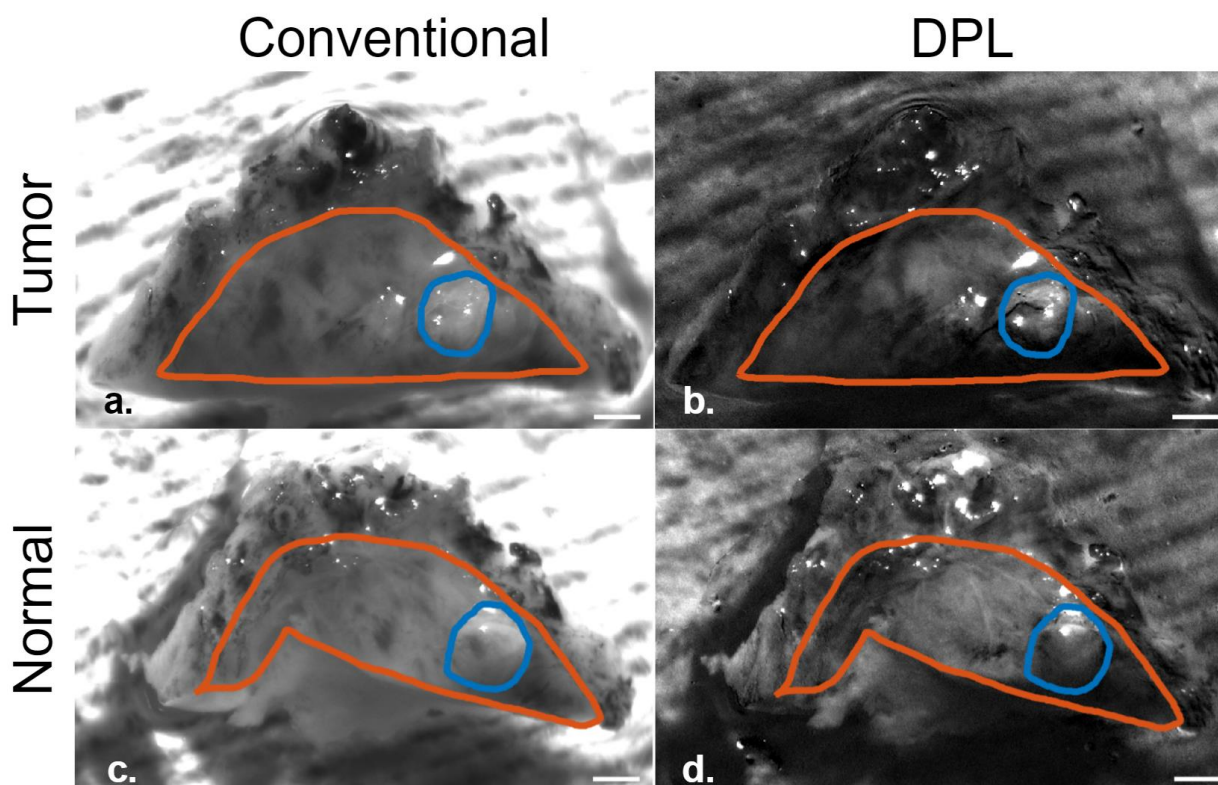 Conventional
DPL
Tumor
a.
b.
Normal
c.
d.